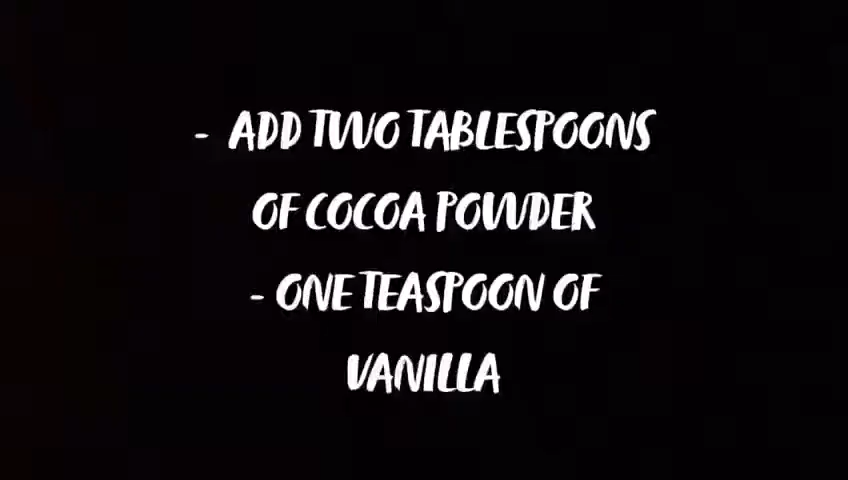 - ADD TWO TABLESPOONS
OF COCOA POWDER
- ONE TEASPOON OF
VANILLA